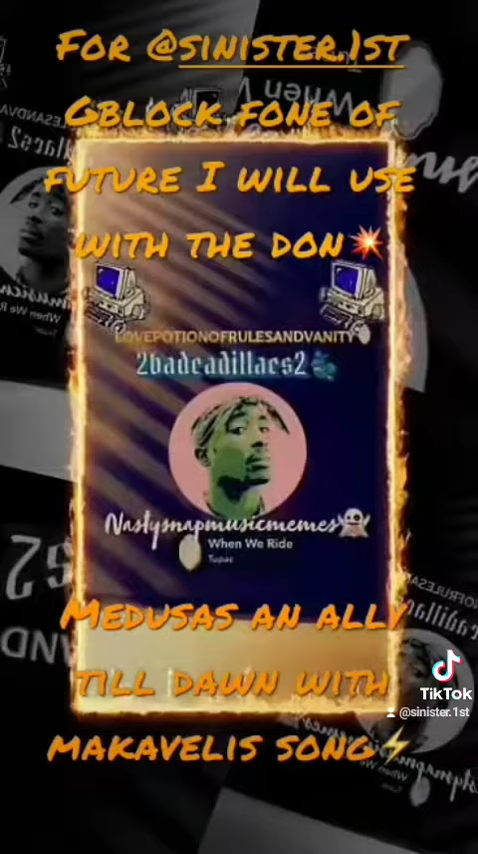 FOR @SINISTER.1ST
GBLOCK FONE OF
FUTURE I WILL USE
WITH THE DON💥
LOVEPOTIONOFRULESANDVANITY
2badcadillacs2
Nastysnapmusicmemes👻
When We Ride
Tupac
MEDUSAS AN ALLY
TILL DAWN WITH
MAKAVELIS SONG⚡
TikTok
@sinister.1st